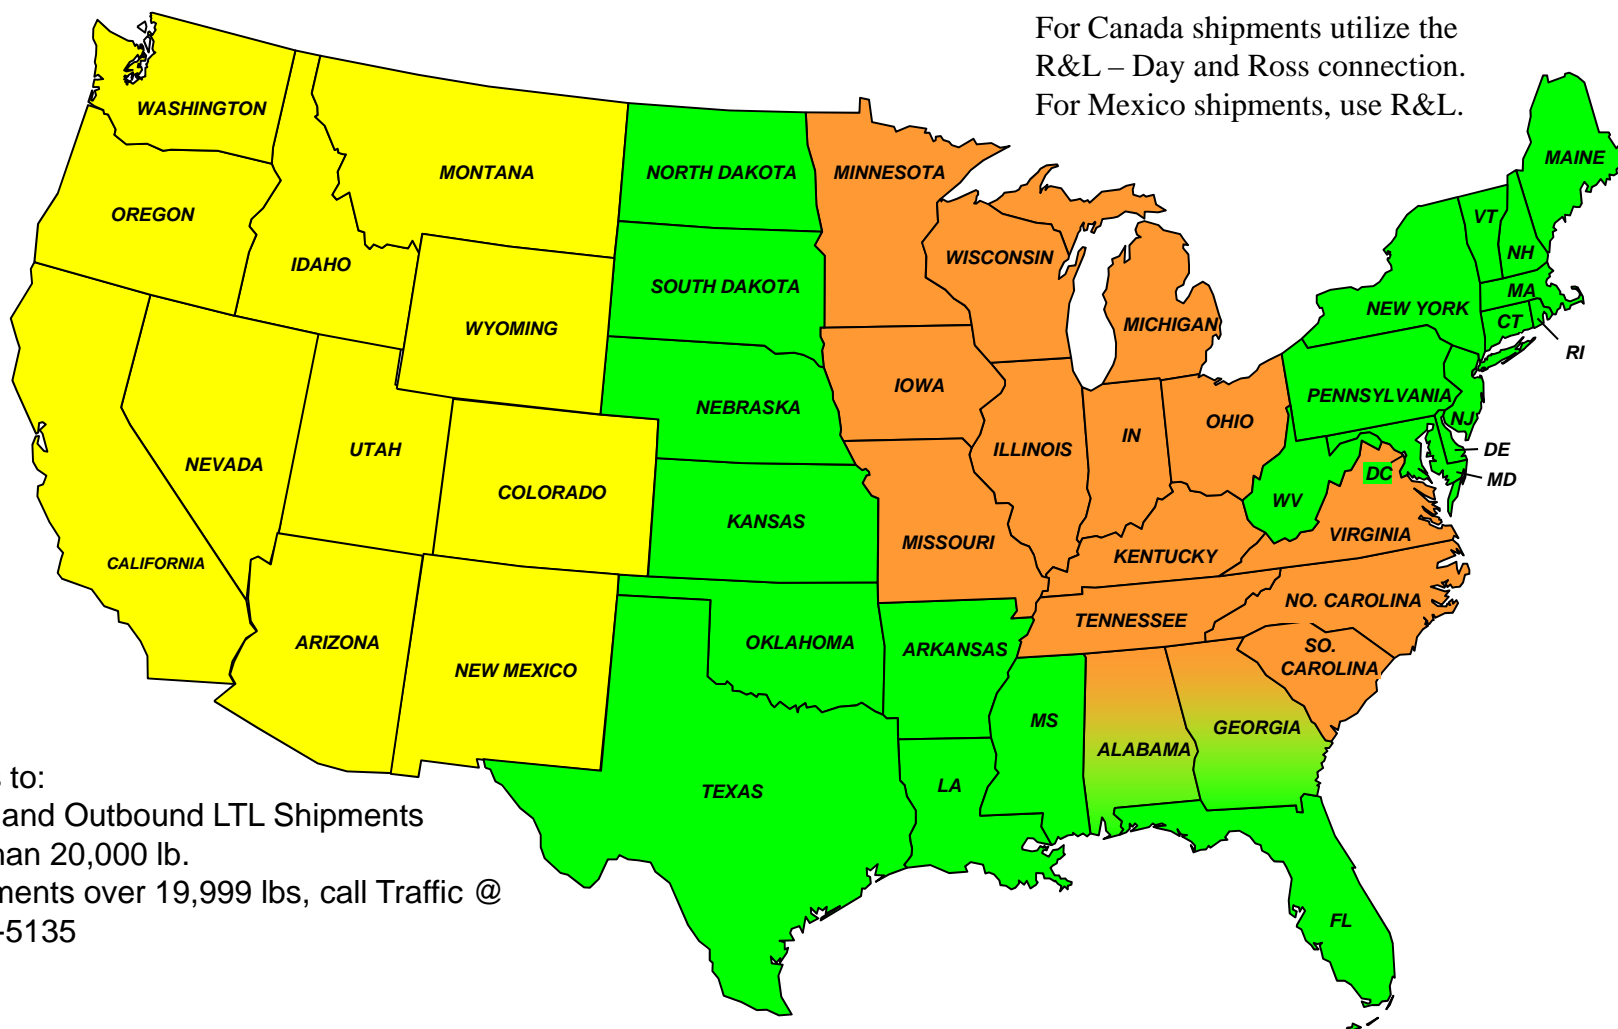 For Canada shipments utilize the
R&L – Day and Ross connection.
For Mexico shipments, use R&L.
WASHINGTON
MONTANA
NORTH DAKOTA
MINNESOTA
MAINE
OREGON
VT
IDAHO
WISCONSIN
NH
SOUTH DAKOTA
MA
WYOMING
MICHIGAN
NEW YORK
CT
RI
IOWA
NEBRASKA
PENNSYLVANIA
NJ
OHIO
IN
UTAH
ILLINOIS
DE
NEVADA
DC
MD
COLORADO
WV
KANSAS
MISSOURI
VIRGINIA
CALIFORNIA
KENTUCKY
NO. CAROLINA
TENNESSEE
ARIZONA
OKLAHOMA
ARKANSAS
SO.
CAROLINA
NEW MEXICO
MS
GEORGIA
ALABAMA
LA
TEXAS
FL
to:
and Outbound LTL Shipments
20,000 lb.
over 19,999 lbs, call Traffic @
-5135